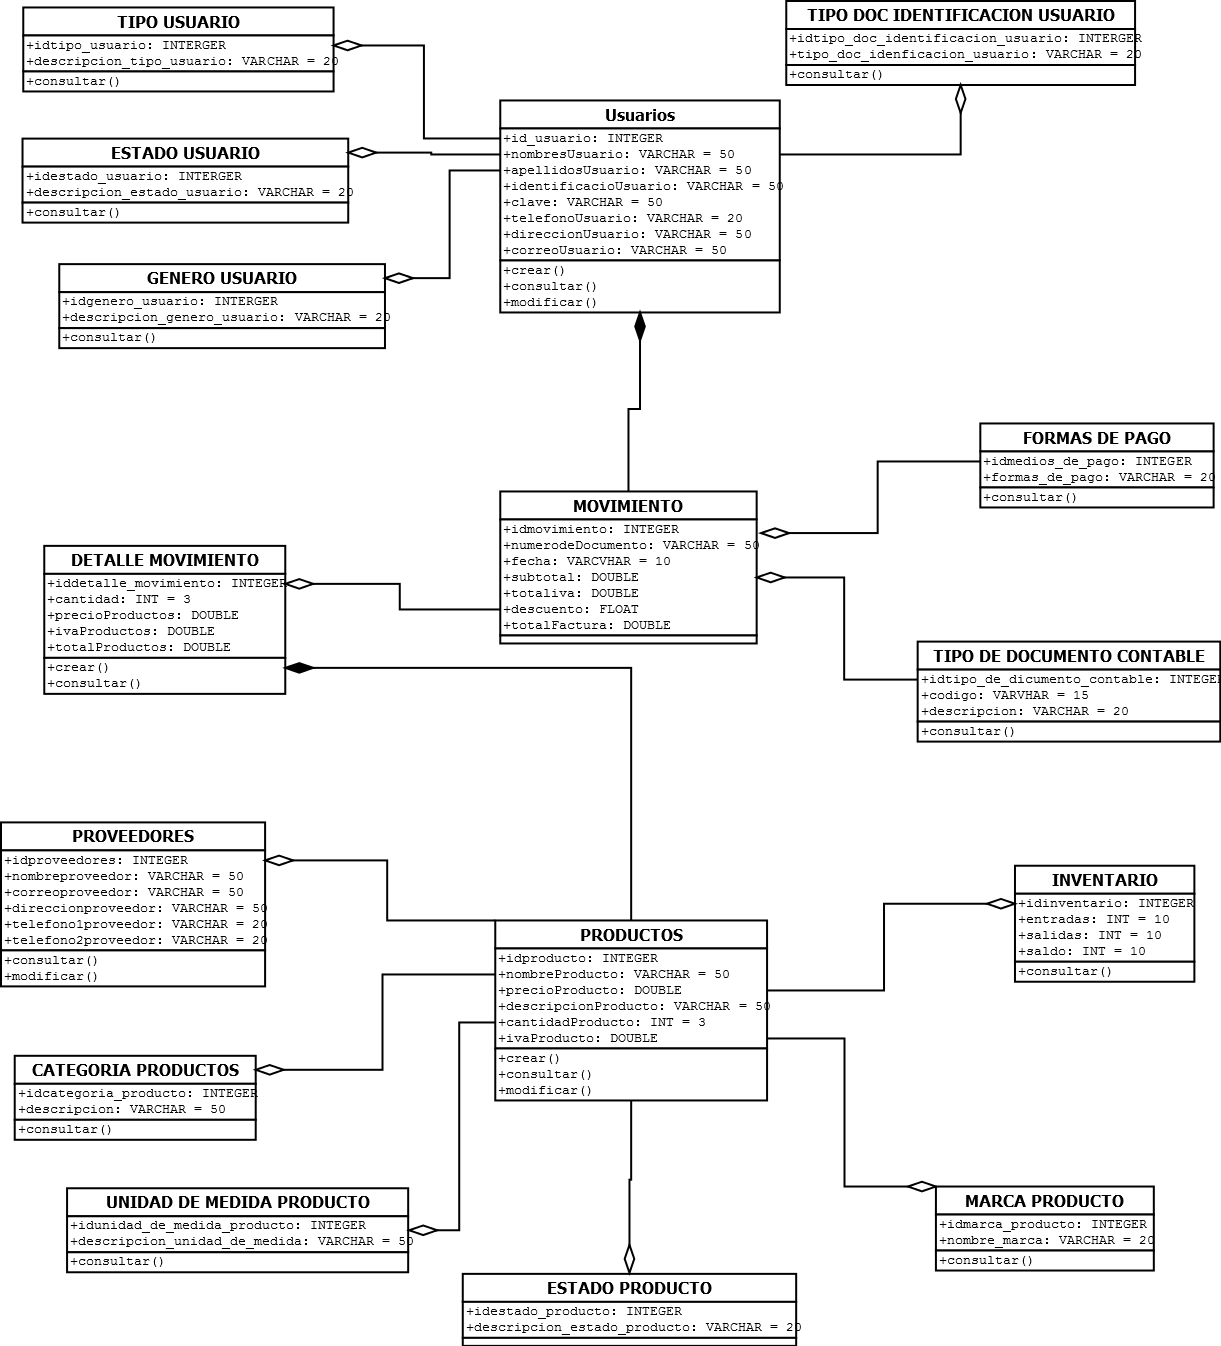 TIPO USUARIO
+idtipo_usuario: INTERGER
+descripcion_tipo_usuario: VARCHAR = 20
+consultar()
TIPO DOC IDENTIFICACION USUARIO
+idtipo_doc_identificacion_usuario: INTERGER
+tipo_doc_idenficacion_usuario: VARCHAR = 20
+consultar()
Usuarios
+id_usuario: INTEGER
+nombresUsuario: VARCHAR = 50
+apellidosUsuario: VARCHAR = 50
+identificacioUsuario: VARCHAR = 50
+clave: VARCHAR = 50
+telefonoUsuario: VARCHAR = 20
+direccionUsuario: VARCHAR = 50
+correoUsuario: VARCHAR = 50
+crear()
+consultar()
+modificar()
ESTADO USUARIO
+idestado_usuario: INTERGER
+descripcion_estado_usuario: VARCHAR = 20
+consultar()
GENERO USUARIO
+idgenero_usuario: INTERGER
+descripcion_genero_usuario: VARCHAR = 20
+consultar()
FORMAS DE PAGO
+idmedios_de_pago: INTEGER
+formas_de_pago: VARCHAR = 20
+consultar()
MOVIMIENTO
+idmovimiento: INTEGER
+numerodeDocumento: VARCHAR = 50
+fecha: VARCVHAR = 10
+subtotal: DOUBLE
+totaliva: DOUBLE
+descuento: FLOAT
+totalFactura: DOUBLE
DETALLE MOVIMIENTO
+iddetalle_movimiento: INTEGER
+cantidad: INT = 3
+precioProductos: DOUBLE
+ivaProductos: DOUBLE
+totalProductos: DOUBLE
+crear()
+consultar()
TIPO DE DOCUMENTO CONTABLE
+idtipo_de_dicumento_contable: INTEGER
+codigo: VARVHAR = 15
+descripcion: VARCHAR = 20
+consultar()
PROVEEDORES
+idproveedores: INTEGER
+nombreproveedor: VARCHAR = 50
+correoproveedor: VARCHAR = 50
+direccionproveedor: VARCHAR = 50
+telefono1proveedor: VARCHAR = 20
+telefono2proveedor: VARCHAR = 20
+consultar()
+modificar()
INVENTARIO
+idinventario: INTEGER
+entradas: INT = 10
+salidas: INT = 10
+saldo: INT = 10
+consultar()
PRODUCTOS
+idproducto: INTEGER
+nombreProducto: VARCHAR = 50
+precioProducto: DOUBLE
+descripcionProducto: VARCHAR = 50
+cantidadProducto: INT = 3
+ivaProducto: DOUBLE
+crear()
+consultar()
+modificar()
CATEGORIA PRODUCTOS
+idcategoria_producto: INTEGER
+descripcion: VARCHAR = 50
+consultar()
UNIDAD DE MEDIDA PRODUCTO
+idunidad_de_medida_producto: INTEGER
+descripcion_unidad_de_medida: VARCHAR = 50
+consultar()
MARCA PRODUCTO
+idmarca_producto: INTEGER
+nombre_marca: VARCHAR = 20
+consultar()
ESTADO PRODUCTO
+idestado_producto: INTEGER
+descripcion_estado_producto: VARCHAR = 20